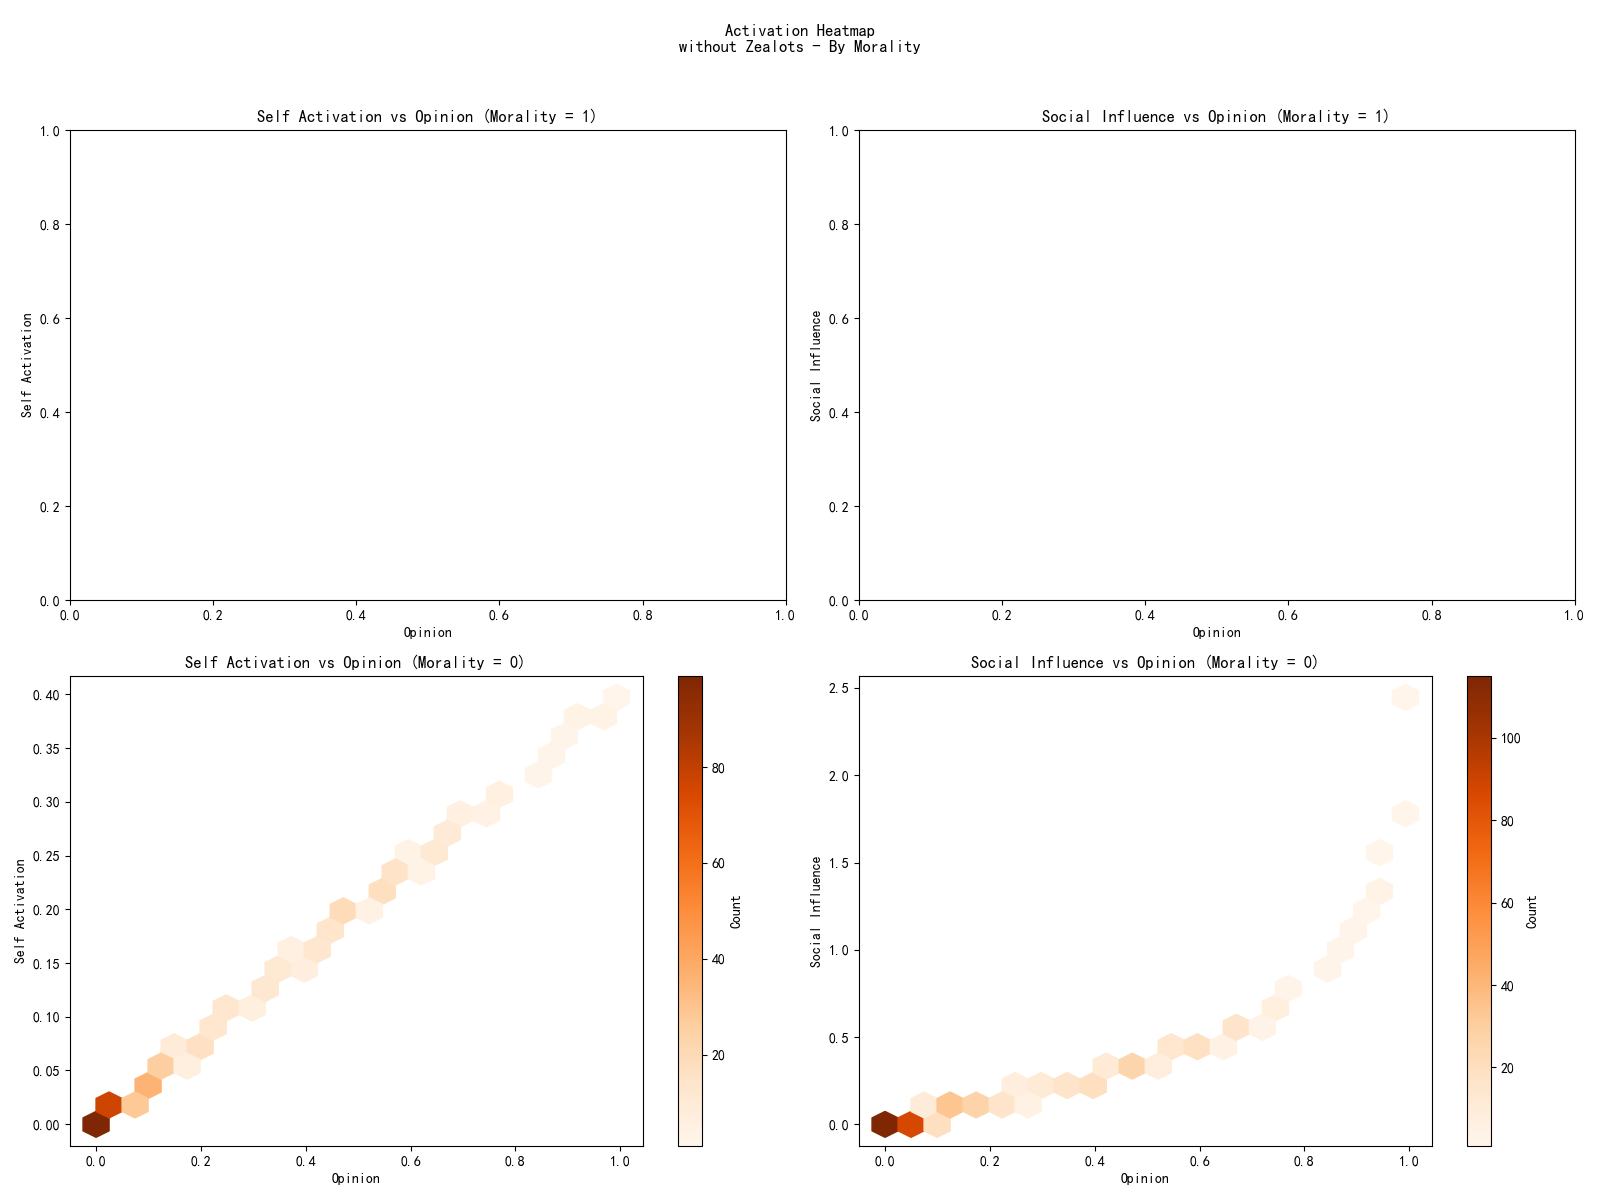 Activation Heatmap
without Zealots - By Morality
Self Activation vs Opinion (Morality = 1)
1.0
0.8
0.6
0.4
0.2
0.0
Self Activation
0.0 0.2 0.4 0.6 0.8 1.0
Opinion
Social Influence vs Opinion (Morality = 1)
1.0
0.8
0.6
0.4
0.2
0.0
Social Influence
0.0 0.2 0.4 0.6 0.8 1.0
Opinion
Self Activation vs Opinion (Morality = 0)
0.40
0.35
0.30
0.25
0.20
0.15
0.10
0.05
0.00
Self Activation
0.0 0.2 0.4 0.6 0.8 1.0
Opinion
80
60
40
20
Count
Social Influence vs Opinion (Morality = 0)
2.5
2.0
1.5
1.0
0.5
0.0
Social Influence
0.0 0.2 0.4 0.6 0.8 1.0
Opinion
100
80
60
40
20
Count